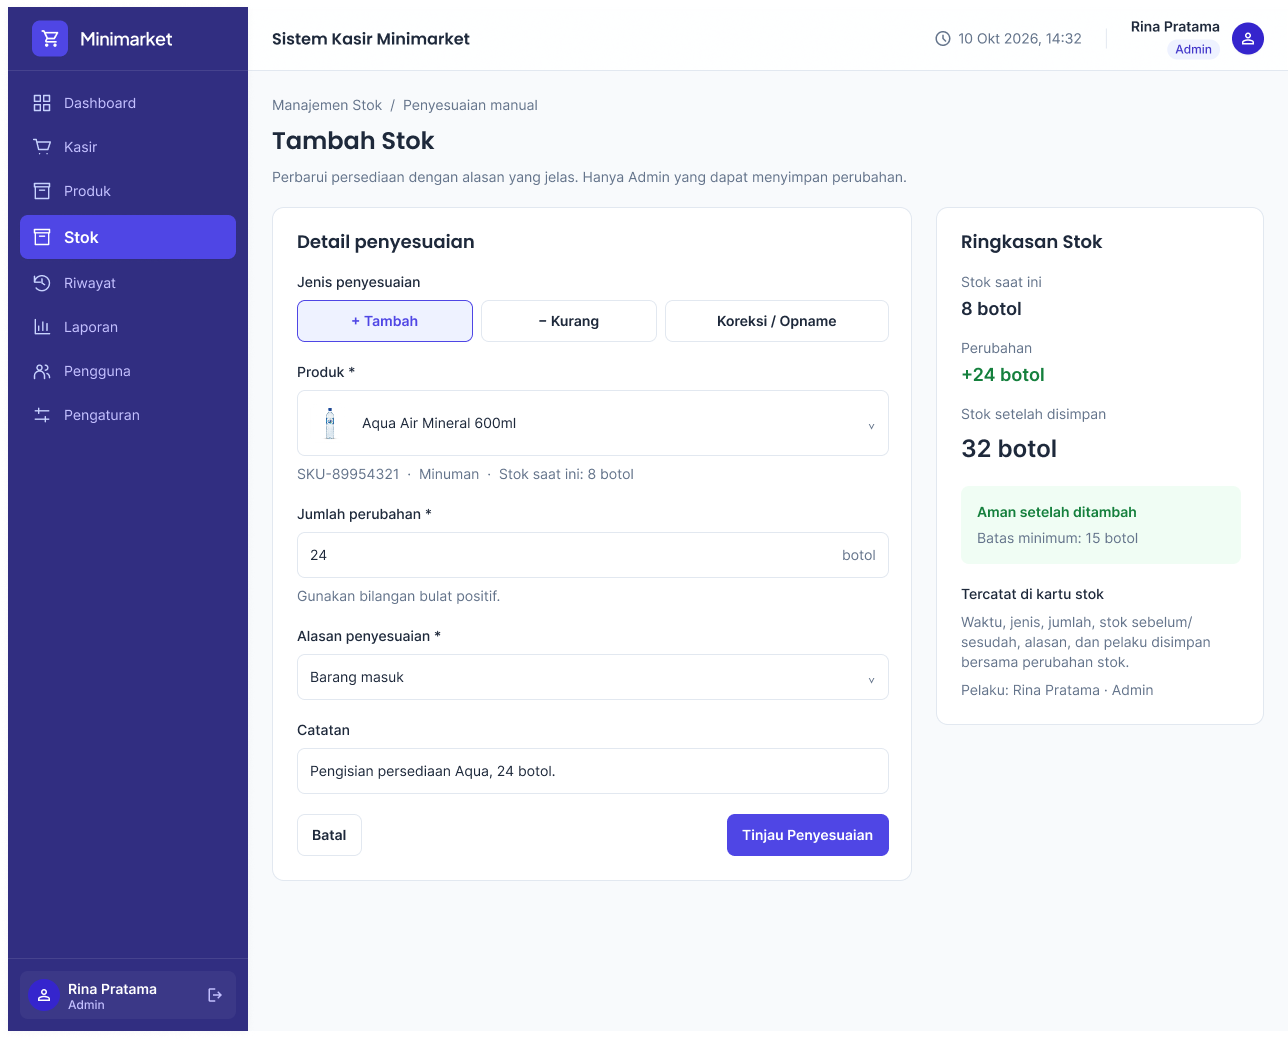 Minimarket
Dashboard
Kasir
Produk
Stok
Riwayat
Laporan
Pengguna
Pengaturan
Rina Pratama
Admin
Sistem Kasir Minimarket
10 Okt 2026, 14:32
Rina Pratama
Admin
Manajemen Stok / Penyesuaian manual
Tambah Stok
Perbarui persediaan dengan alasan yang jelas. Hanya Admin yang dapat menyimpan perubahan.
Detail penyesuaian
Jenis penyesuaian
+ Tambah
− Kurang
Koreksi / Opname
Produk *
Aqua Air Mineral 600ml
SKU-89954321 · Minuman · Stok saat ini: 8 botol
Jumlah perubahan *
24 botol
Gunakan bilangan bulat positif.
Alasan penyesuaian *
Barang masuk
Catatan
Pengisian persediaan Aqua, 24 botol.
Batal
Tinjau Penyesuaian
Ringkasan Stok
Stok saat ini
8 botol
Perubahan
+24 botol
Stok setelah disimpan
32 botol
Aman setelah ditambah
Batas minimum: 15 botol
Tercatat di kartu stok
Waktu, jenis, jumlah, stok sebelum/
sesudah, alasan, dan pelaku disimpan
bersama perubahan stok.
Pelaku: Rina Pratama · Admin